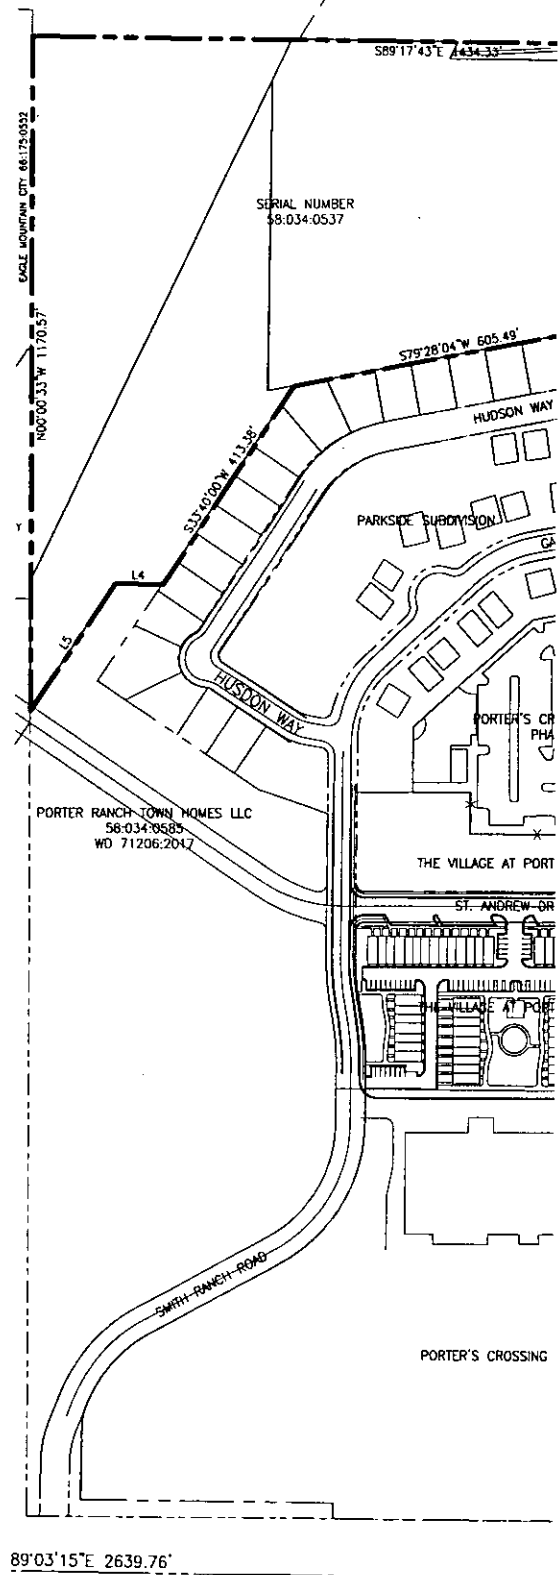 S89°17'43"E 1434.33'
EAGLE MOUNTAIN CITY 66:175:0552
SERIAL NUMBER
58:034:0537
N00°00'33"W 1170.57'
S79°28'04"W 605.49'
HUDSON WAY
S33°40'00"W 413.38'
PARKSIDE SUBDIVISION
Y
GA
L4
L5
HUSDON WAY
PORTER'S CR
PHA
PORTER RANCH TOWN HOMES LLC
58:034:0585
WD 71206:2017
THE VILLAGE AT PORT
ST. ANDREW DR
THE VILLAGE AT PORT
SMITH RANCH ROAD
PORTER'S CROSSING
89°03'15"E 2639.76'